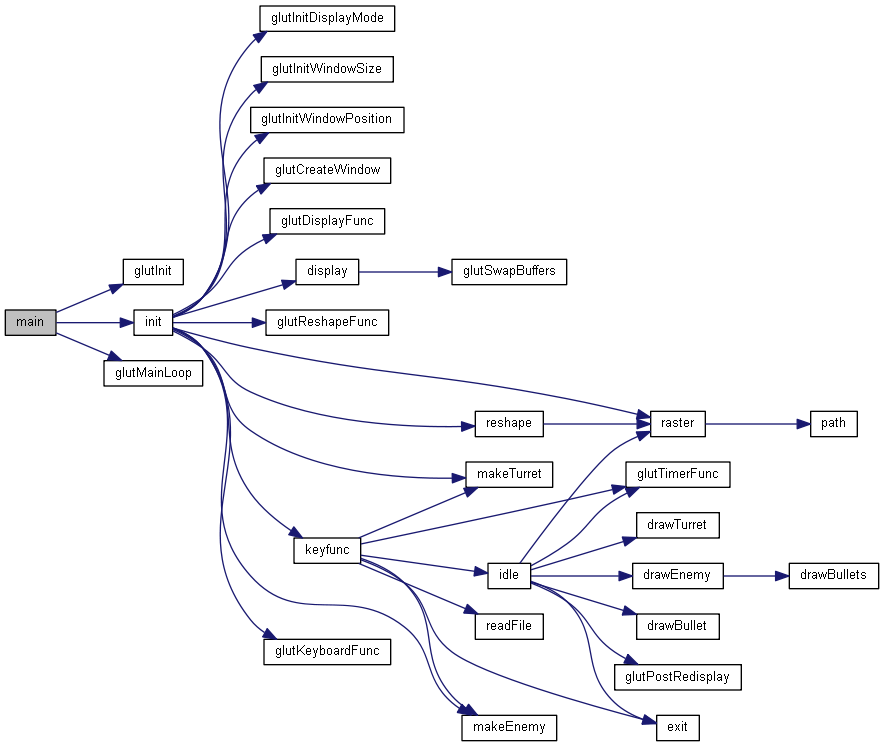 glutInitDisplayMode
glutInitWindowSize
glutInitWindowPosition
glutCreateWindow
glutDisplayFunc
glutInit
display
glutSwapBuffers
main
init
glutReshapeFunc
glutMainLoop
reshape
raster
path
makeTurret
glutTimerFunc
drawTurret
keyfunc
idle
drawEnemy
drawBullets
readFile
drawBullet
glutKeyboardFunc
glutPostRedisplay
makeEnemy
exit